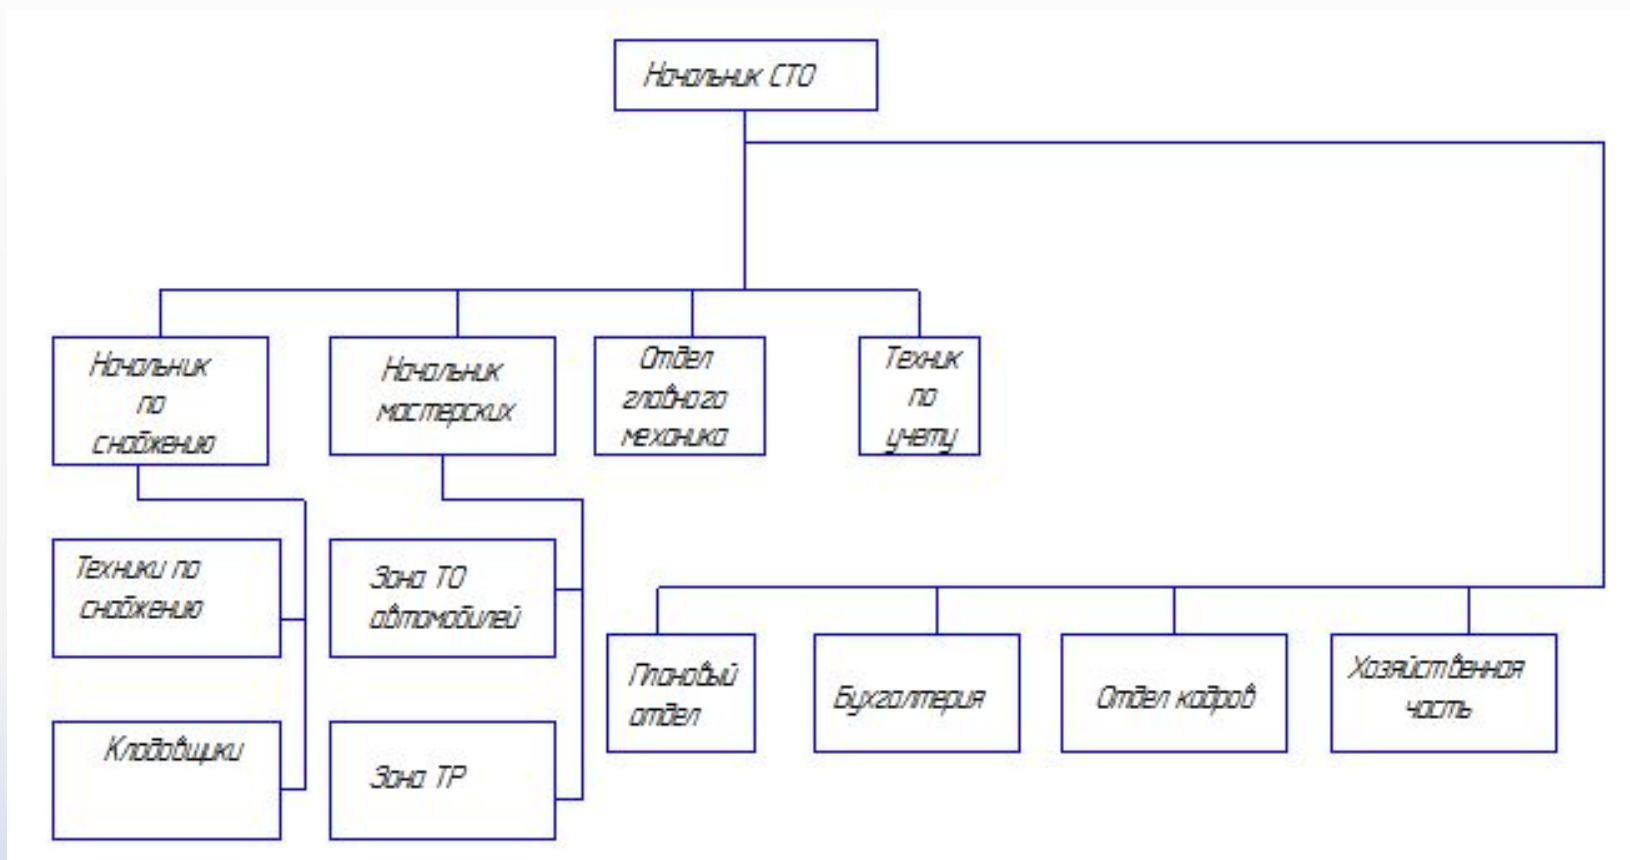 Начальник СТО
Начальник
по
снабжению
Начальник
мастерских
Отдел
главного
механика
Техник
по
учету
Техники по
снабжению
Зона ТО
автомобилей
Плановый
отдел
Бухгалтерия
Отдел кадров
Хозяйственная
часть
Кладовщики
Зона ТР